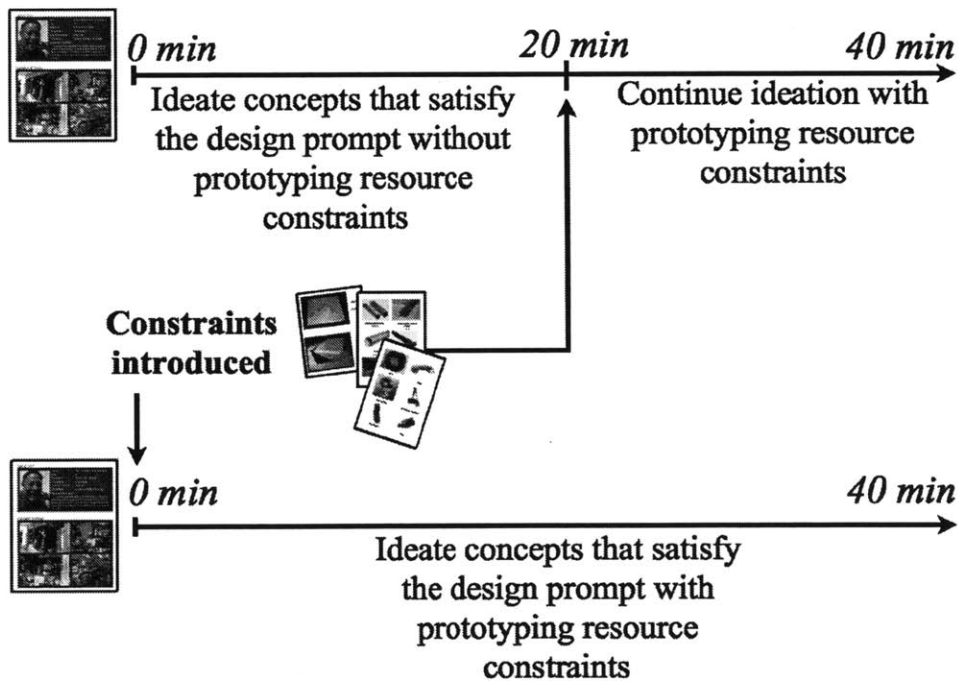 0 min
20 min
40 min
Ideate concepts that satisfy
the design prompt without
prototyping resource
constraints
Continue ideation with
prototyping resource
constraints
Constraints
introduced
0 min
40 min
Ideate concepts that satisfy
the design prompt with
prototyping resource
constraints